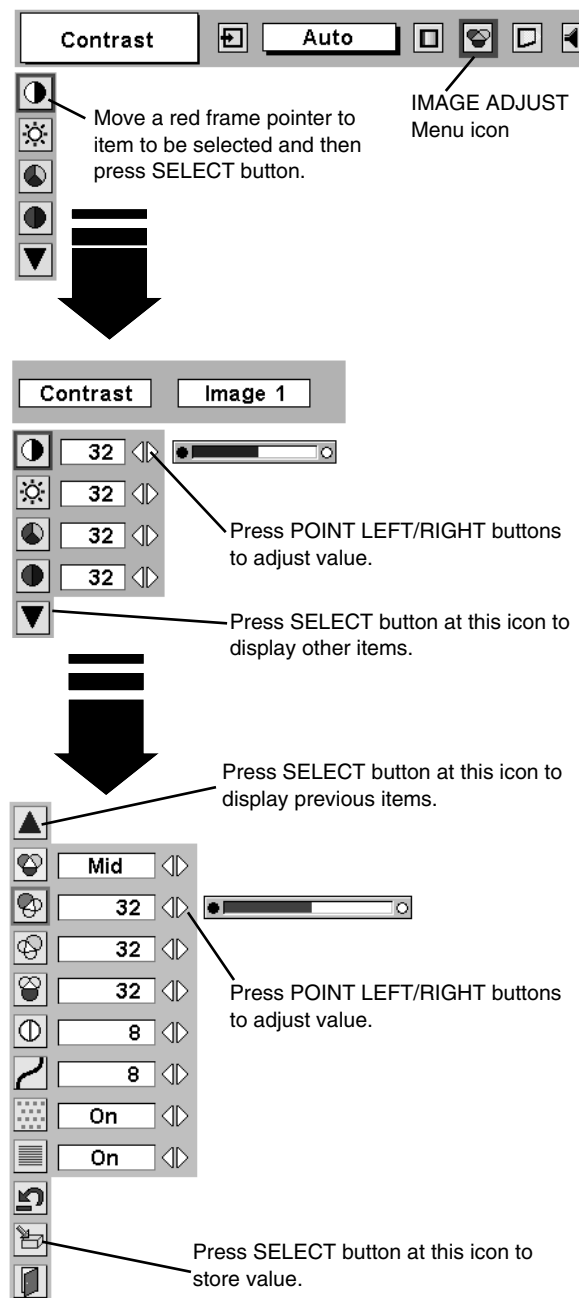 Contrast
Auto
IMAGE ADJUST
Menu icon
Move a red frame pointer to
item to be selected and then
press SELECT button.
Contrast
Image 1
32
32
32
32
Press POINT LEFT/RIGHT buttons
to adjust value.
Press SELECT button at this icon to
display other items.
Press SELECT button at this icon to
display previous items.
Mid
32
32
32
Press POINT LEFT/RIGHT buttons
to adjust value.
8
8
On
On
Press SELECT button at this icon to
store value.